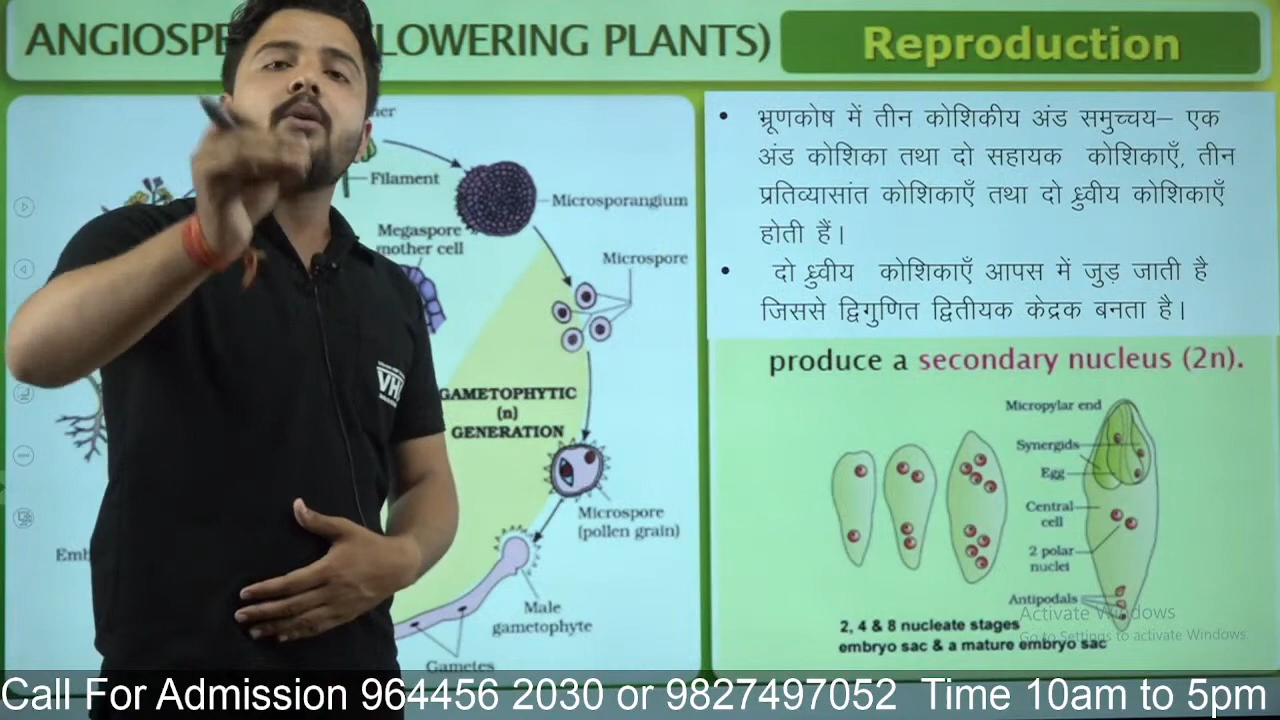 ANGIOSPE LOWERING PLANTS)
Reproduction
Filament
Microsporangium
Megaspore
mother cell
Microspore
GAMETOPHYTIC
(n)
GENERATION
Microspore
(pollen grain)
Male
gametophyte
Gametes
VH
• भ्रूणकोष में तीन कोशिकीय अंड समुच्चय– एक
अंड कोशिका तथा दो सहायक कोशिकाएँ, तीन
प्रतिव्यासांत कोशिकाएँ तथा दो ध्रुवीय कोशिकाएँ
होती हैं।
• दो ध्रुवीय कोशिकाएँ आपस में जुड़ जाती है
जिससे द्विगुणित द्वितीयक केद्रक बनता है।
produce a secondary nucleus (2n).
Micropylar end
Synergids
Egg
Central
cell
2 polar
nuclei
Antipodals
2, 4 & 8 nucleate stages
embryo sac & a mature embryo sac
Activate Windows
Go to Settings to activate Windows.
Call For Admission 964456 2030 or 9827497052 Time 10am to 5pm